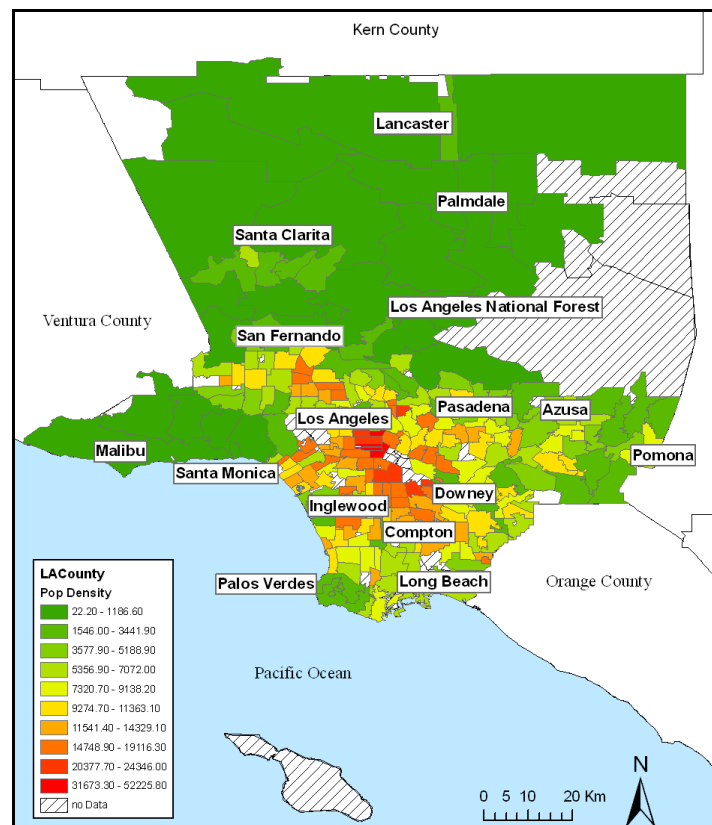 Kern County
Lancaster
Palmdale
Santa Clarita
Los Angeles National Forest
Ventura County
San Fernando
Pasadena
Azusa
Los Angeles
Malibu
Pomona
Santa Monica
Downey
Inglewood
Compton
Palos Verdes
Long Beach
Orange County
Pacific Ocean
LACounty
Pop Density
22.20 - 1186.60
1546.00 - 3441.90
3577.90 - 5188.90
5356.90 - 7072.00
7320.70 - 9138.20
9274.70 - 11363.10
11541.40 - 14329.10
14748.90 - 19116.30
20377.70 - 24346.00
31673.30 - 52225.80
no Data
0 5 10 20 Km
N